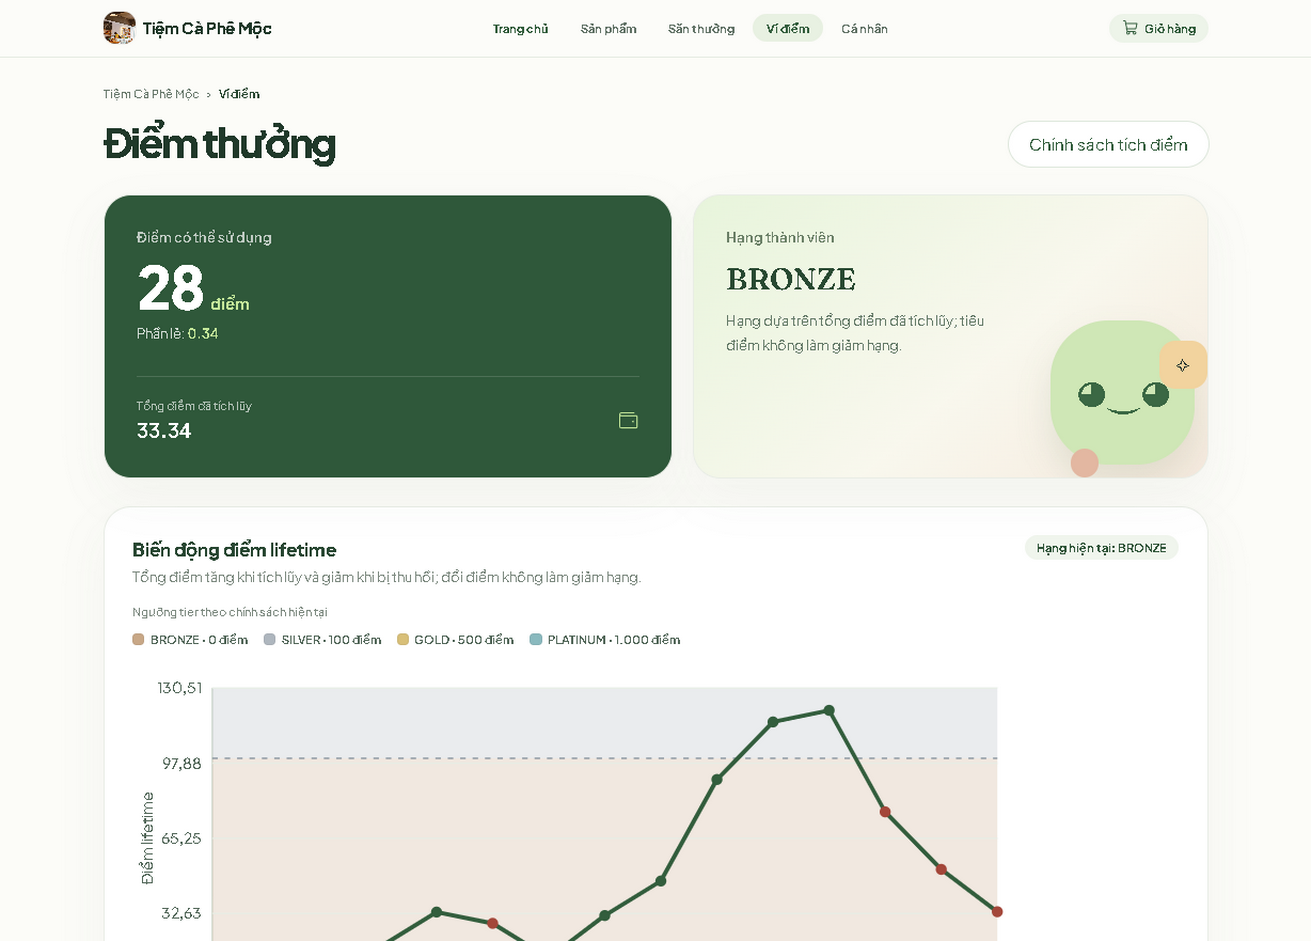 Tiệm Cà Phê Mộc
Trang chủ
Sản phẩm
Săn thưởng
Ví điểm
Cá nhân
Giỏ hàng
Tiệm Cà Phê Mộc › Ví điểm
Điểm thưởng
Chính sách tích điểm
Điểm có thể sử dụng
28 điểm
Phần lẻ: 0.34
Tổng điểm đã tích lũy
33.34
Hạng thành viên
BRONZE
Hạng dựa trên tổng điểm đã tích lũy; tiêu
điểm không làm giảm hạng.
Biến động điểm lifetime
Hạng hiện tại: BRONZE
Tổng điểm tăng khi tích lũy và giảm khi bị thu hồi; đổi điểm không làm giảm hạng.
Ngưỡng tier theo chính sách hiện tại
BRONZE · 0 điểm
SILVER · 100 điểm
GOLD · 500 điểm
PLATINUM · 1.000 điểm
130,51
97,88
65,25
32,63
Điểm lifetime